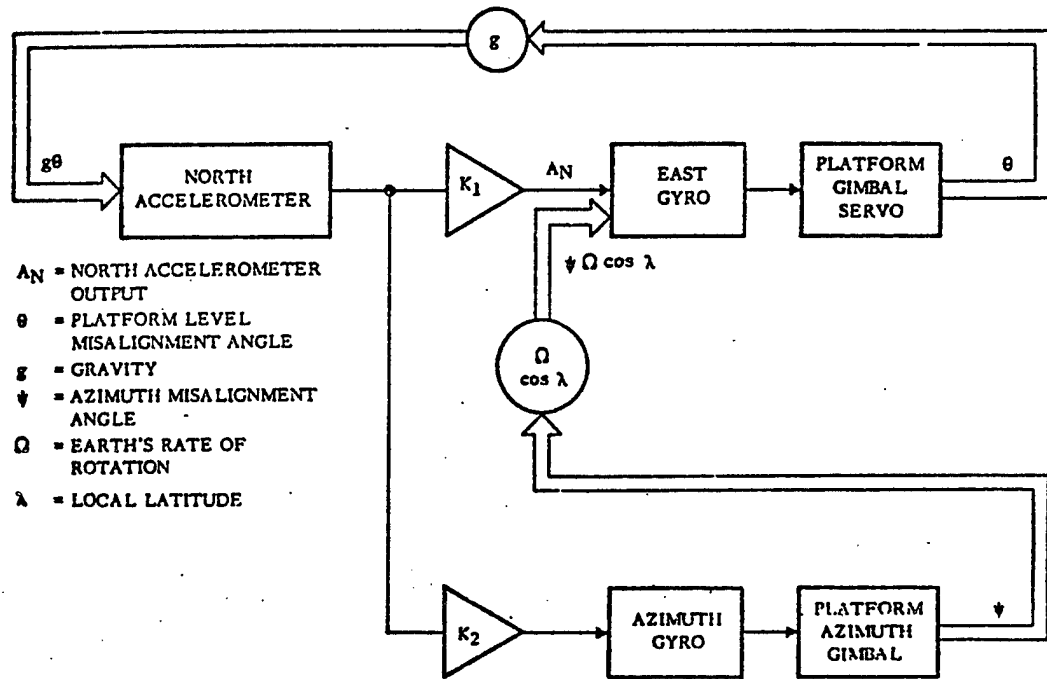 g
gθ
NORTH
ACCELEROMETER
K1
AN
EAST
GYRO
PLATFORM
GIMBAL
SERVO
θ
ψ Ω cos λ
AN = NORTH ACCELEROMETER
OUTPUT
θ = PLATFORM LEVEL
MISALIGNMENT ANGLE
g = GRAVITY
ψ = AZIMUTH MISALIGNMENT
ANGLE
Ω = EARTH'S RATE OF
ROTATION
λ = LOCAL LATITUDE
Ω
cos λ
K2
AZIMUTH
GYRO
PLATFORM
AZIMUTH
GIMBAL
ψ